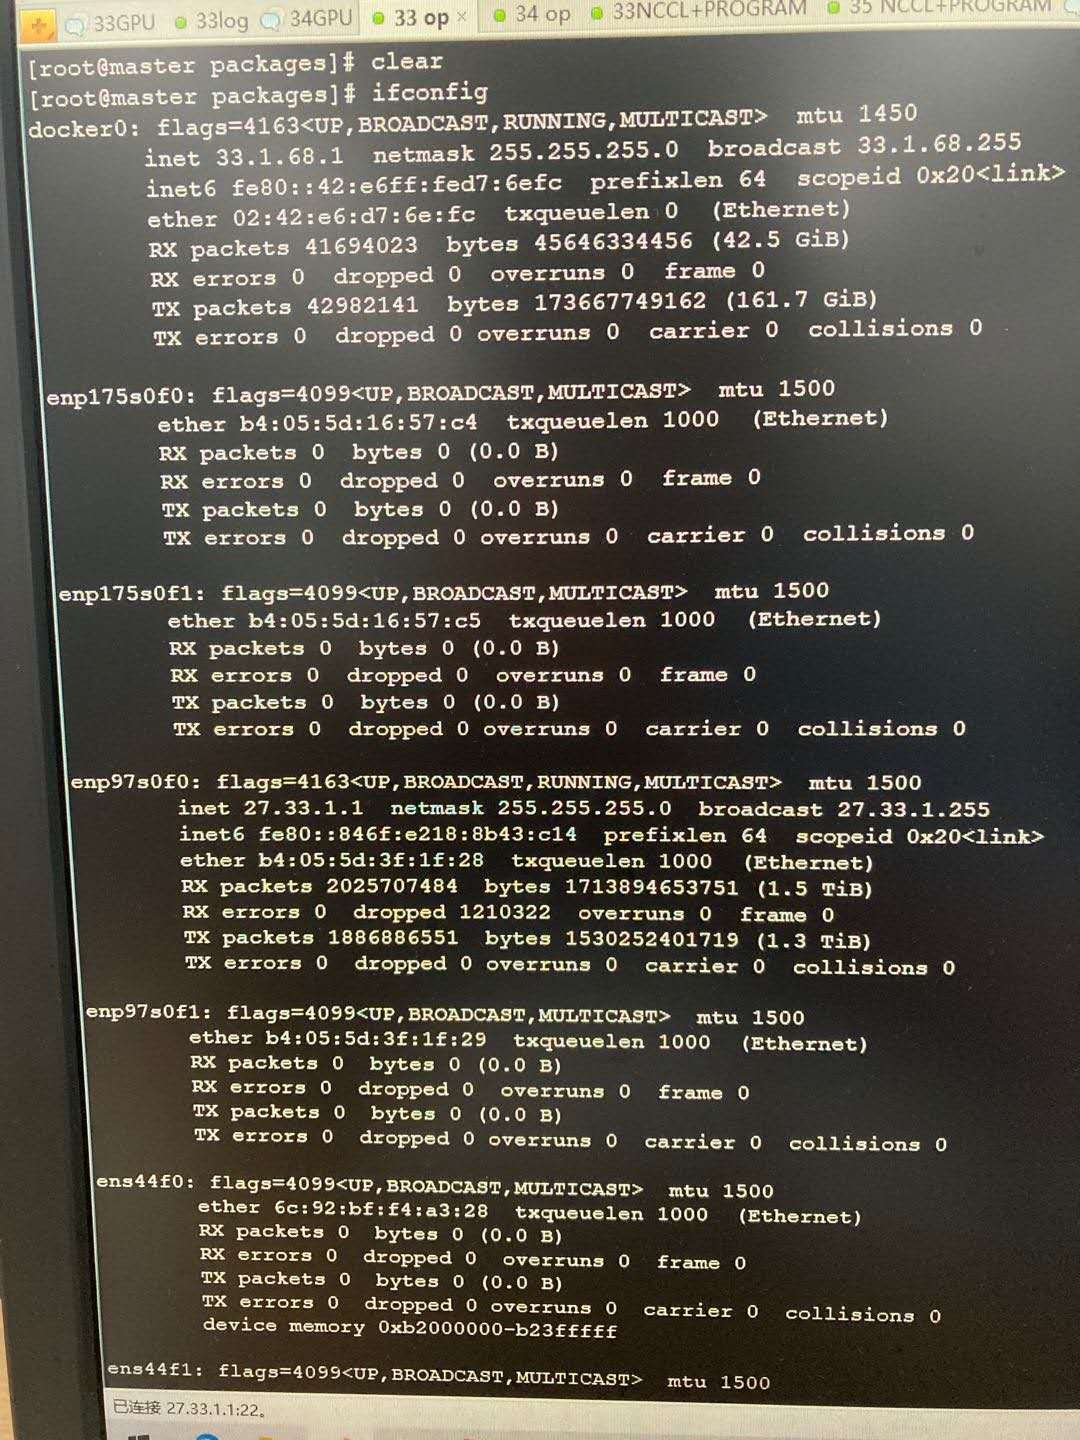 33GPU 33log 34GPU 33 op × 34 op 33NCCL+PROGRAM 35 NCCL+PROGRAM
[root@master packages]# clear
[root@master packages]# ifconfig
docker0: flags=4163<UP,BROADCAST,RUNNING,MULTICAST> mtu 1450
inet 33.1.68.1 netmask 255.255.255.0 broadcast 33.1.68.255
inet6 fe80::42:e6ff:fed7:6efc prefixlen 64 scopeid 0x20<link>
ether 02:42:e6:d7:6e:fc txqueuelen 0 (Ethernet)
RX packets 41694023 bytes 45646334456 (42.5 GiB)
RX errors 0 dropped 0 overruns 0 frame 0
TX packets 42982141 bytes 173667749162 (161.7 GiB)
TX errors 0 dropped 0 overruns 0 carrier 0 collisions 0
enp175s0f0: flags=4099<UP,BROADCAST,MULTICAST> mtu 1500
ether b4:05:5d:16:57:c4 txqueuelen 1000 (Ethernet)
RX packets 0 bytes 0 (0.0 B)
RX errors 0 dropped 0 overruns 0 frame 0
TX packets 0 bytes 0 (0.0 B)
TX errors 0 dropped 0 overruns 0 carrier 0 collisions 0
enp175s0f1: flags=4099<UP,BROADCAST,MULTICAST> mtu 1500
ether b4:05:5d:16:57:c5 txqueuelen 1000 (Ethernet)
RX packets 0 bytes 0 (0.0 B)
RX errors 0 dropped 0 overruns 0 frame 0
TX packets 0 bytes 0 (0.0 B)
TX errors 0 dropped 0 overruns 0 carrier 0 collisions 0
enp97s0f0: flags=4163<UP,BROADCAST,RUNNING,MULTICAST> mtu 1500
inet 27.33.1.1 netmask 255.255.255.0 broadcast 27.33.1.255
inet6 fe80::846f:e218:8b43:c14 prefixlen 64 scopeid 0x20<link>
ether b4:05:5d:3f:1f:28 txqueuelen 1000 (Ethernet)
RX packets 2025707484 bytes 1713894653751 (1.5 TiB)
RX errors 0 dropped 1210322 overruns 0 frame 0
TX packets 1886886551 bytes 1530252401719 (1.3 TiB)
TX errors 0 dropped 0 overruns 0 carrier 0 collisions 0
enp97s0f1: flags=4099<UP,BROADCAST,MULTICAST> mtu 1500
ether b4:05:5d:3f:1f:29 txqueuelen 1000 (Ethernet)
RX packets 0 bytes 0 (0.0 B)
RX errors 0 dropped 0 overruns 0 frame 0
TX packets 0 bytes 0 (0.0 B)
TX errors 0 dropped 0 overruns 0 carrier 0 collisions 0
ens44f0: flags=4099<UP,BROADCAST,MULTICAST> mtu 1500
ether 6c:92:bf:f4:a3:28 txqueuelen 1000 (Ethernet)
RX packets 0 bytes 0 (0.0 B)
RX errors 0 dropped 0 overruns 0 frame 0
TX packets 0 bytes 0 (0.0 B)
TX errors 0 dropped 0 overruns 0 carrier 0 collisions 0
device memory 0xb2000000-b23fffff
ens44f1: flags=4099<UP,BROADCAST,MULTICAST> mtu 1500
已连接 27.33.1.1:22。